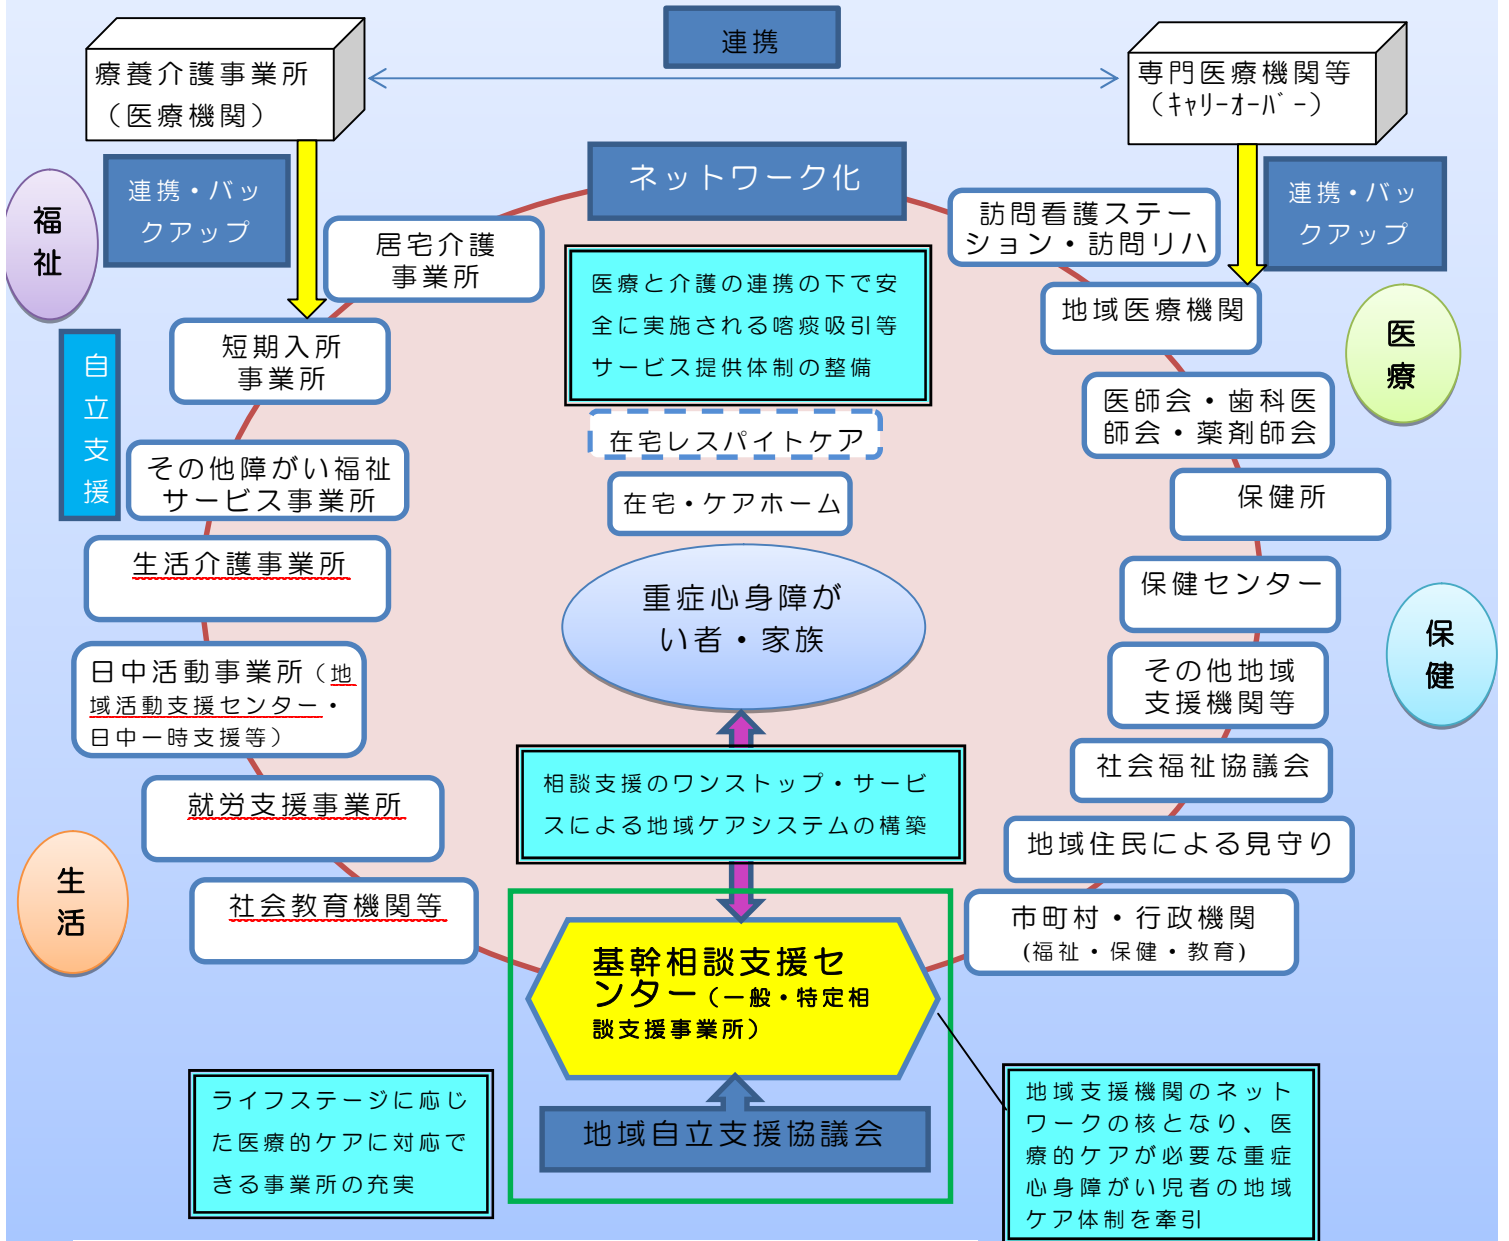 連携
療養介護事業所
（医療機関）
専門医療機関等
（ｷｬﾘｰｵｰﾊﾞｰ）
連携・バッ
クアップ
ネットワーク化
連携・バッ
クアップ
福
祉
居宅介護
事業所
訪問看護ステー
ション・訪問リハ
医療と介護の連携の下で安
全に実施される喀痰吸引等
サービス提供体制の整備
地域医療機関
医
療
自
立
支
援
短期入所
事業所
医師会・歯科医
師会・薬剤師会
在宅レスパイトケア
その他障がい福祉
サービス事業所
在宅・ケアホーム
保健所
生活介護事業所
重症心身障が
い者・家族
保健センター
保
健
日中活動事業所（地
域活動支援センター・
日中一時支援等）
その他地域
支援機関等
社会福祉協議会
相談支援のワンストップ・サービ
スによる地域ケアシステムの構築
就労支援事業所
地域住民による見守り
生
活
社会教育機関等
市町村・行政機関
(福祉・保健・教育)
基幹相談支援セ
ンター（一般・特定相
談支援事業所）
地域自立支援協議会
ライフステージに応じ
た医療的ケアに対応で
きる事業所の充実
地域支援機関のネット
ワークの核となり、医
療的ケアが必要な重症
心身障がい児者の地域
ケア体制を牽引